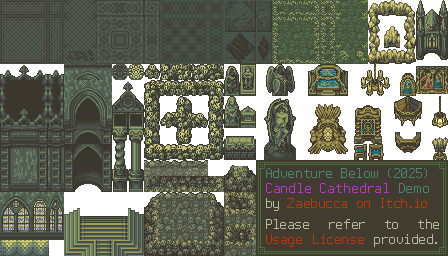 Adventure Below (2025)
Candle Cathedral Demo
by Zaebucca on Itch.io
Please refer to the
Usage License provided.